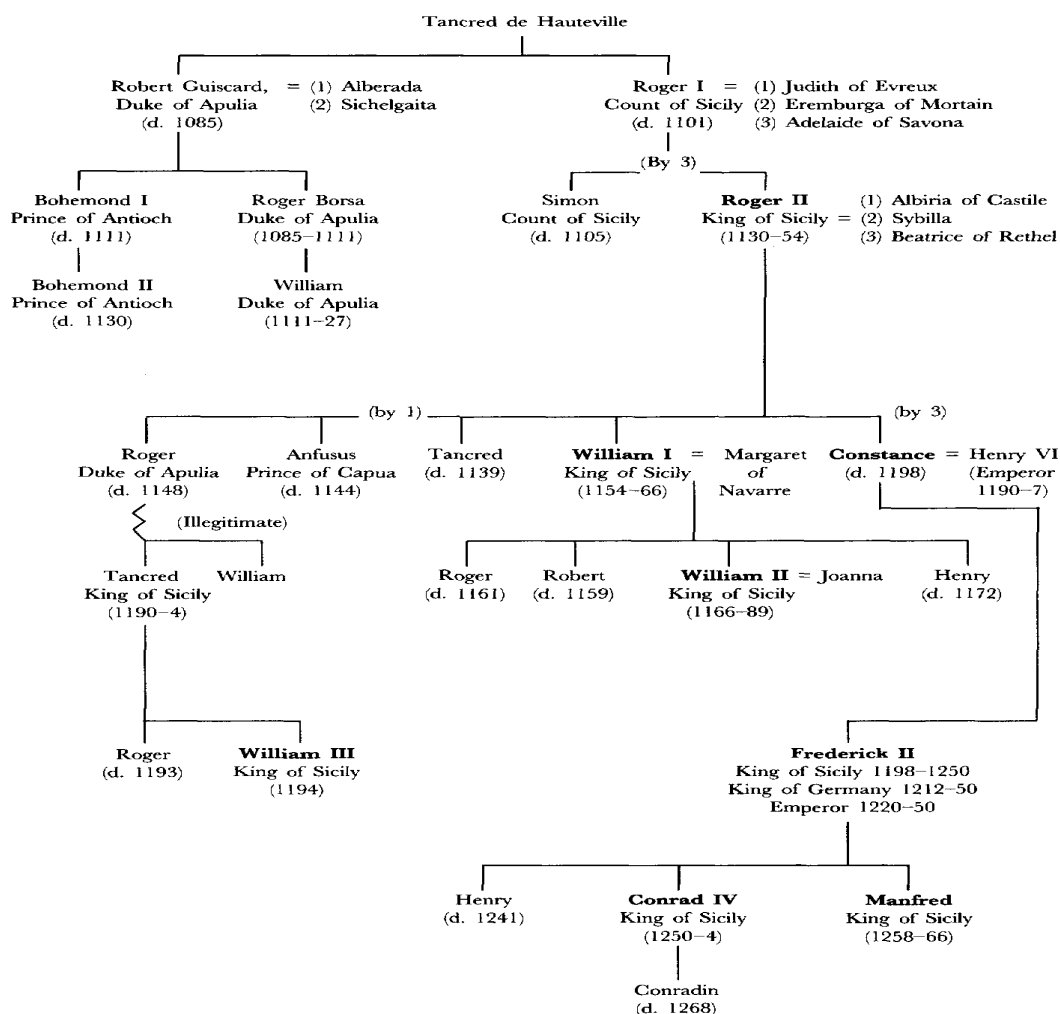 Tancred de Hauteville
Robert Guiscard, = (1) Alberada
Duke of Apulia (2) Sichelgaita
(d. 1085)
Roger I = (1) Judith of Evreux
Count of Sicily (2) Eremburga of Mortain
(d. 1101) (3) Adelaide of Savona
(By 3)
Bohemond I
Prince of Antioch
(d. 1111)
Roger Borsa
Duke of Apulia
(1085-1111)
Simon
Count of Sicily
(d. 1105)
Roger II (1) Albiria of Castile
King of Sicily = (2) Sybilla
(1130-54) (3) Beatrice of Rethel
Bohemond II
Prince of Antioch
(d. 1130)
William
Duke of Apulia
(1111-27)
(by 1)
(by 3)
Roger
Duke of Apulia
(d. 1148)
Anfusus
Prince of Capua
(d. 1144)
Tancred
(d. 1139)
William I = Margaret
King of Sicily of
(1154-66) Navarre
Constance = Henry VI
(d. 1198) (Emperor
1190-7)
(Illegitimate)
Tancred
King of Sicily
(1190-4)
William
Roger
(d. 1161)
Robert
(d. 1159)
William II = Joanna
King of Sicily
(1166-89)
Henry
(d. 1172)
Roger
(d. 1193)
William III
King of Sicily
(1194)
Frederick II
King of Sicily 1198-1250
King of Germany 1212-50
Emperor 1220-50
Henry
(d. 1241)
Conrad IV
King of Sicily
(1250-4)
Manfred
King of Sicily
(1258-66)
Conradin
(d. 1268)